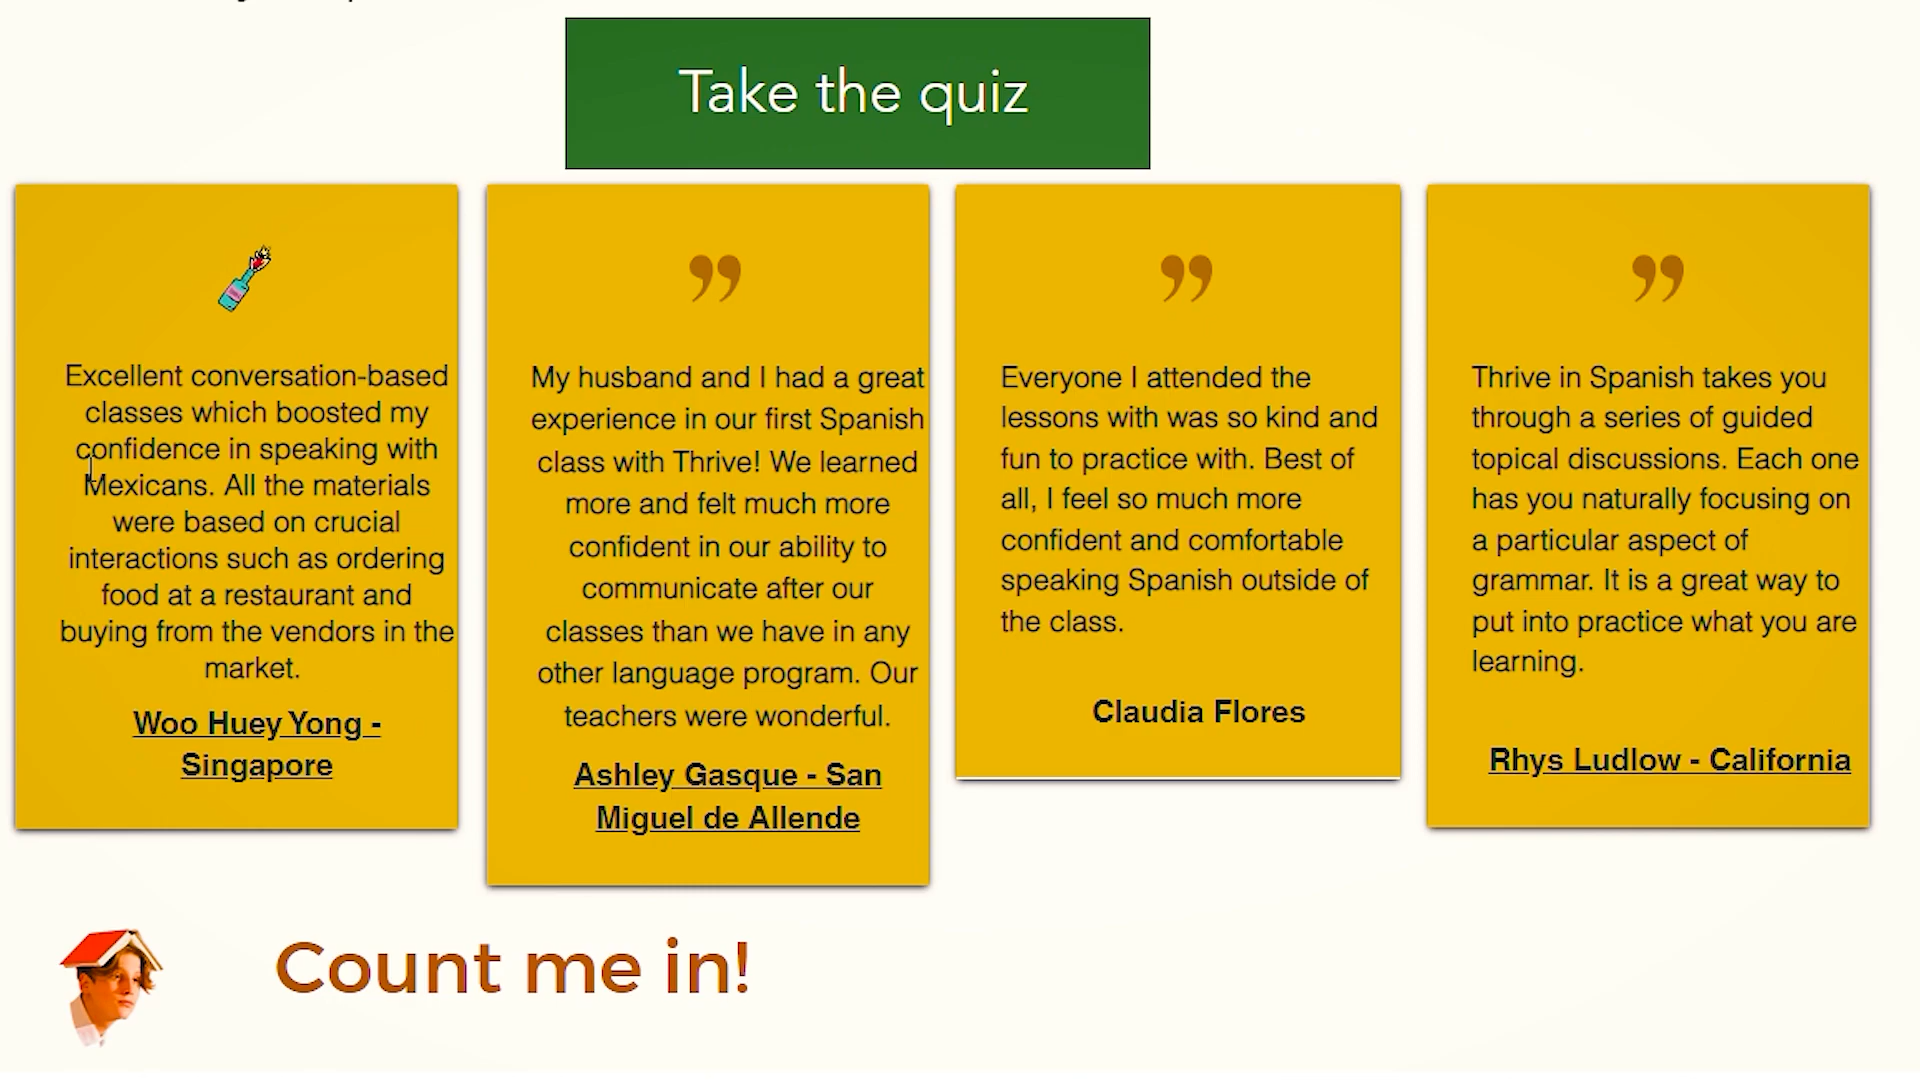 Take the quiz
Excellent conversation-based
classes which boosted my
confidence in speaking with
Mexicans. All the materials
were based on crucial
interactions such as ordering
food at a restaurant and
buying from the vendors in the
market.
Woo Huey Yong -
Singapore
”
My husband and I had a great
experience in our first Spanish
class with Thrive! We learned
more and felt much more
confident in our ability to
communicate after our
classes than we have in any
other language program. Our
teachers were wonderful.
Ashley Gasque - San
Miguel de Allende
”
Everyone I attended the
lessons with was so kind and
fun to practice with. Best of
all, I feel so much more
confident and comfortable
speaking Spanish outside of
the class.
Claudia Flores
”
Thrive in Spanish takes you
through a series of guided
topical discussions. Each one
has you naturally focusing on
a particular aspect of
grammar. It is a great way to
put into practice what you are
learning.
Rhys Ludlow - California
Count me in!